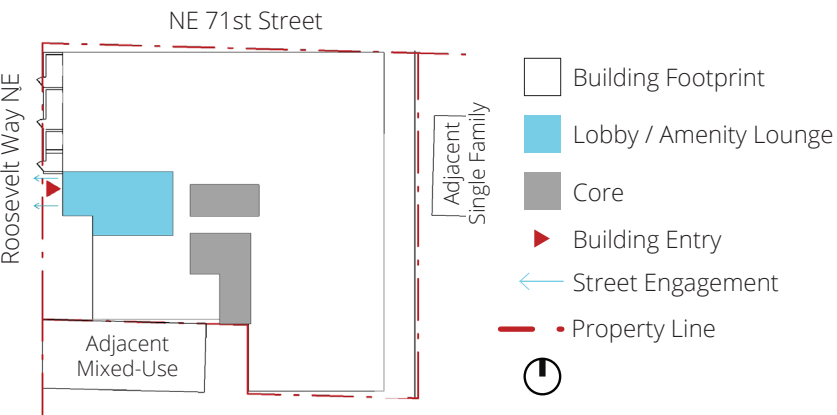 NE 71st Street
Roosevelt Way NE
Adjacent
Single Family
Adjacent
Mixed-Use
Building Footprint
Lobby / Amenity Lounge
Core
Building Entry
Street Engagement
Property Line